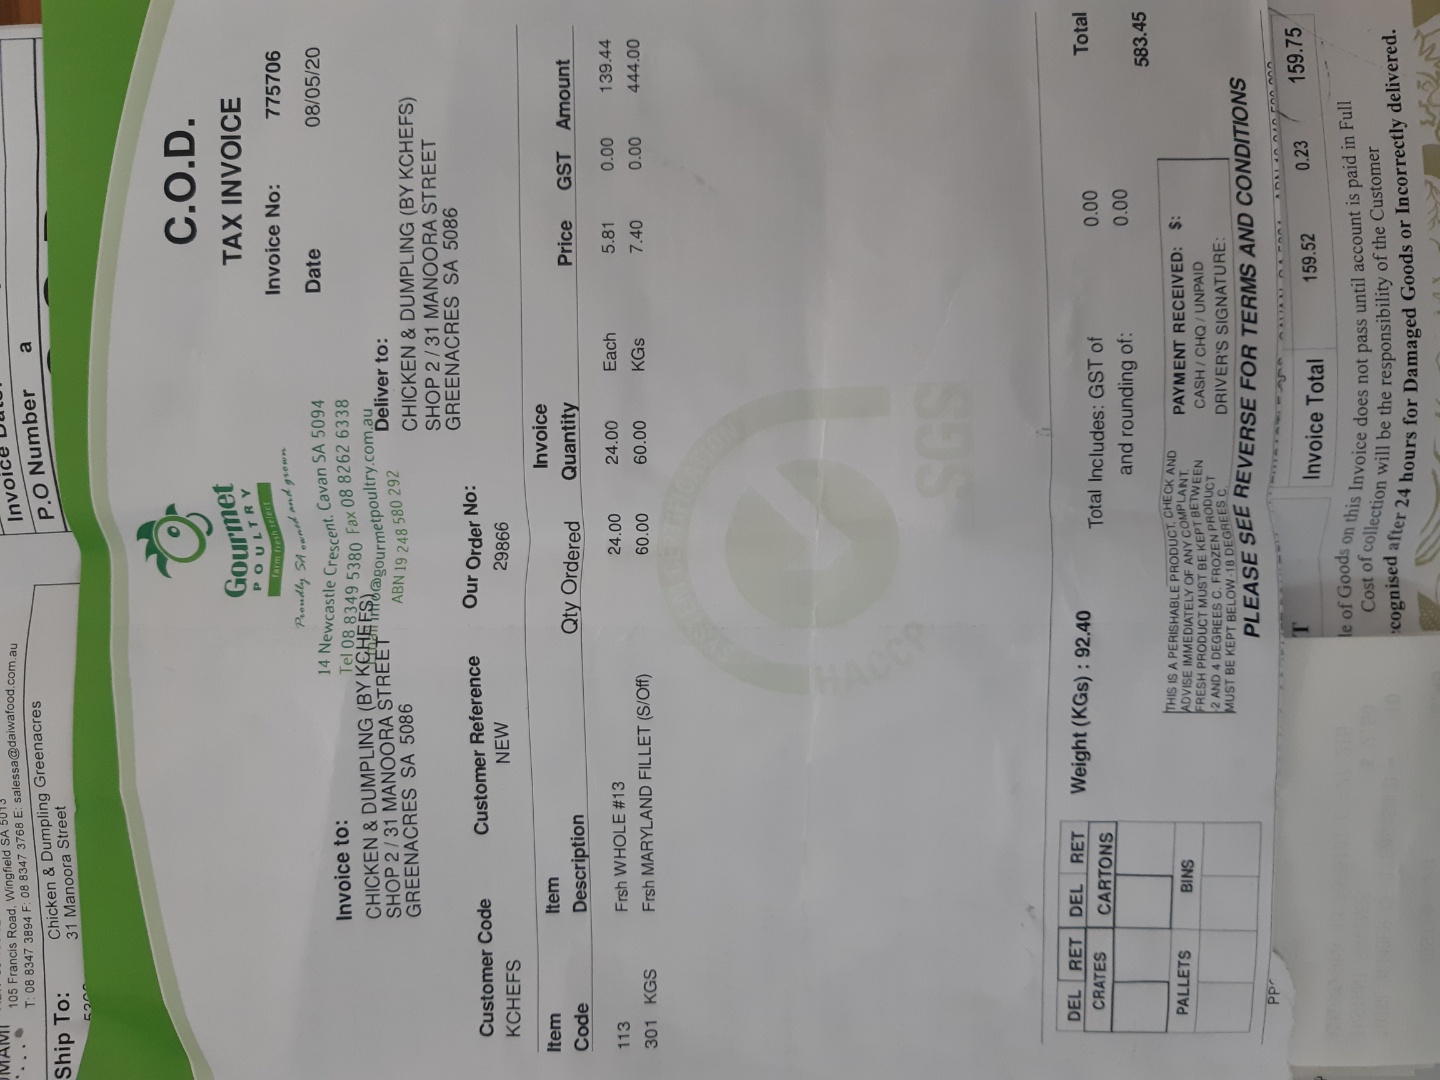 C.O.D.
TAX INVOICE
Invoice No: 775706
Date 08/05/20
Gourmet
POULTRY
farm fresh select
Proudly SA owned and grown
14 Newcastle Crescent. Cavan SA 5094
Tel 08 8349 5380 Fax 08 8262 6338
info@gourmetpoultry.com.au
ABN 19 248 580 292
Invoice to:
CHICKEN & DUMPLING (BY KCHEFS)
SHOP 2 / 31 MANOORA STREET
GREENACRES SA 5086
Deliver to:
CHICKEN & DUMPLING (BY KCHEFS)
SHOP 2 / 31 MANOORA STREET
GREENACRES SA 5086
Customer Code Customer Reference Our Order No:
KCHEFS NEW 29866
Item Code Item Description Qty Ordered Invoice Quantity Price GST Amount
113 Frsh WHOLE #13 24.00 24.00 Each 5.81 0.00 139.44
301 KGS Frsh MARYLAND FILLET (S/Off) 60.00 60.00 KGs 7.40 0.00 444.00
HACCP
SGS
DEL RET DEL RET
CRATES CARTONS
PALLETS BINS
Weight (KGs) : 92.40
Total Includes: GST of 0.00
and rounding of: 0.00
Total
583.45
THIS IS A PERISHABLE PRODUCT, CHECK AND
ADVISE IMMEDIATELY OF ANY COMPLAINT.
FRESH PRODUCT MUST BE KEPT BETWEEN
-2 AND 4 DEGREES C. FROZEN PRODUCT
MUST BE KEPT BELOW -18 DEGREES C.
PAYMENT RECEIVED: $:
CASH / CHQ / UNPAID
DRIVER'S SIGNATURE:
PLEASE SEE REVERSE FOR TERMS AND CONDITIONS
105 Francis Road, Wingfield SA 5013
T: 08 8347 3894 F: 08 8347 3768 E: salessa@daiwafood.com.au
Ship To: Chicken & Dumpling Greenacres
31 Manoora Street
P.O Number a
Invoice Total 159.52 0.23 159.75
le of Goods on this Invoice does not pass until account is paid in Full
Cost of collection will be the responsibility of the Customer
cognised after 24 hours for Damaged Goods or Incorrectly delivered.